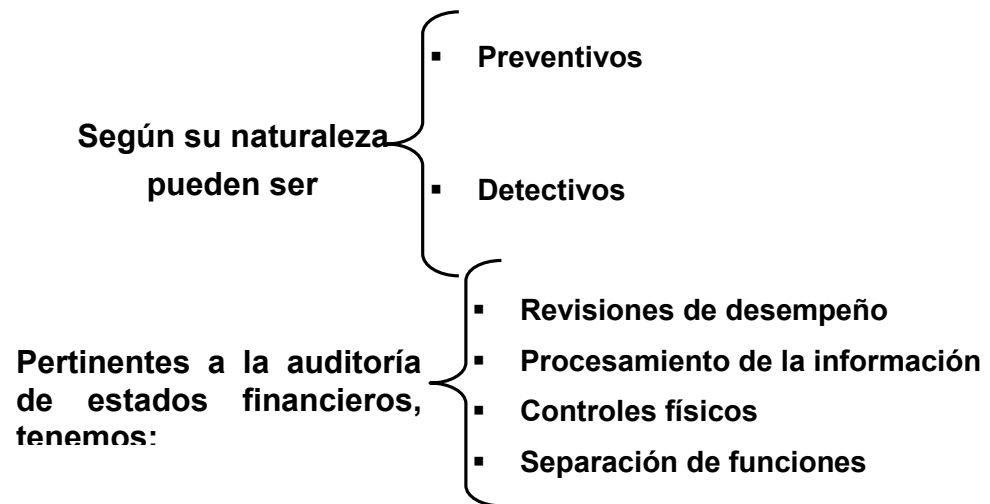 Según su naturaleza
pueden ser
▪ Preventivos
▪ Detectivos
Pertinentes a la auditoría
de estados financieros,
tenemos:
▪ Revisiones de desempeño
▪ Procesamiento de la información
▪ Controles físicos
▪ Separación de funciones